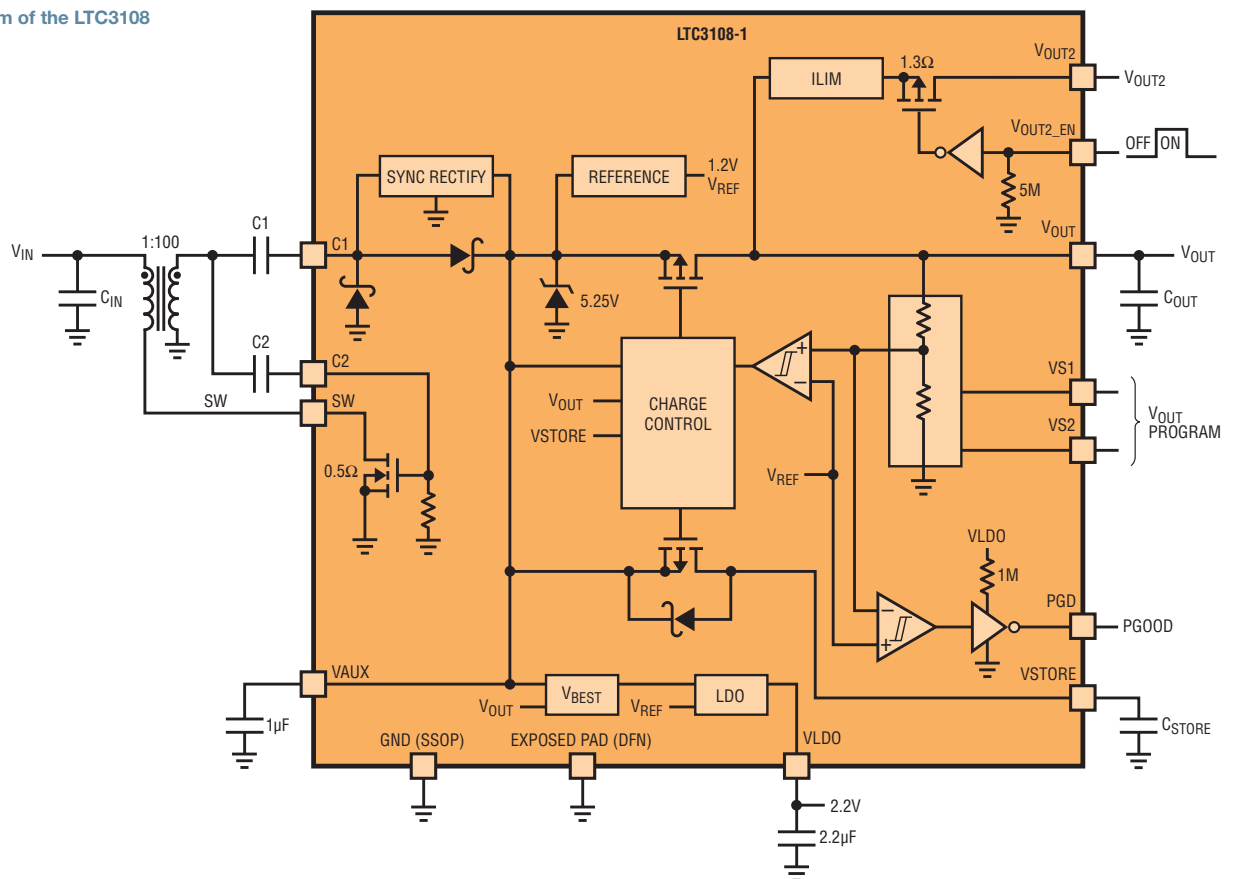 m of the LTC3108
LTC3108-1
VOUT2
1.3Ω
ILIM
VOUT2
VOUT2_EN
OFF ON
SYNC RECTIFY
REFERENCE
1.2V
VREF
5M
C1
VOUT
VIN
1:100
C1
VOUT
CIN
5.25V
COUT
C2
C2
VS1
SW
SW
VOUT
CHARGE
CONTROL
VOUT
PROGRAM
VSTORE
VS2
0.5Ω
VREF
VLDO
1M
PGD
PGOOD
VAUX
VSTORE
VBEST
LDO
VOUT
VREF
1µF
CSTORE
GND (SSOP)
EXPOSED PAD (DFN)
VLDO
2.2V
2.2µF